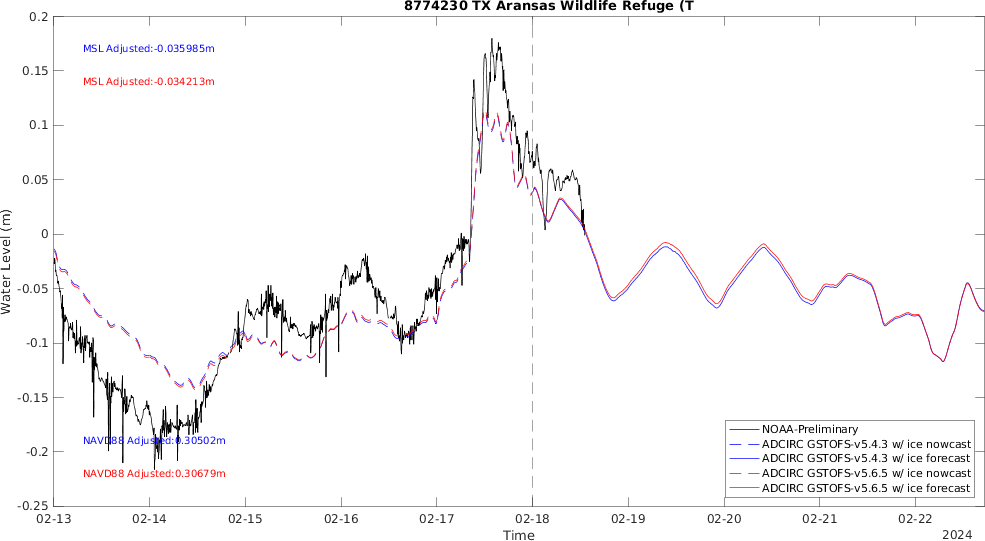 8774230 TX Aransas Wildlife Refuge (T
0.2
0.15
0.1
0.05
0
-0.05
-0.1
-0.15
-0.2
-0.25
Water Level (m)
MSL Adjusted:-0.035985m
MSL Adjusted:-0.034213m
NAVD88 Adjusted:0.30502m
NAVD88 Adjusted:0.30679m
NOAA-Preliminary
ADCIRC GSTOFS-v5.4.3 w/ ice nowcast
ADCIRC GSTOFS-v5.4.3 w/ ice forecast
ADCIRC GSTOFS-v5.6.5 w/ ice nowcast
ADCIRC GSTOFS-v5.6.5 w/ ice forecast
02-13 02-14 02-15 02-16 02-17 02-18 02-19 02-20 02-21 02-22
Time
2024